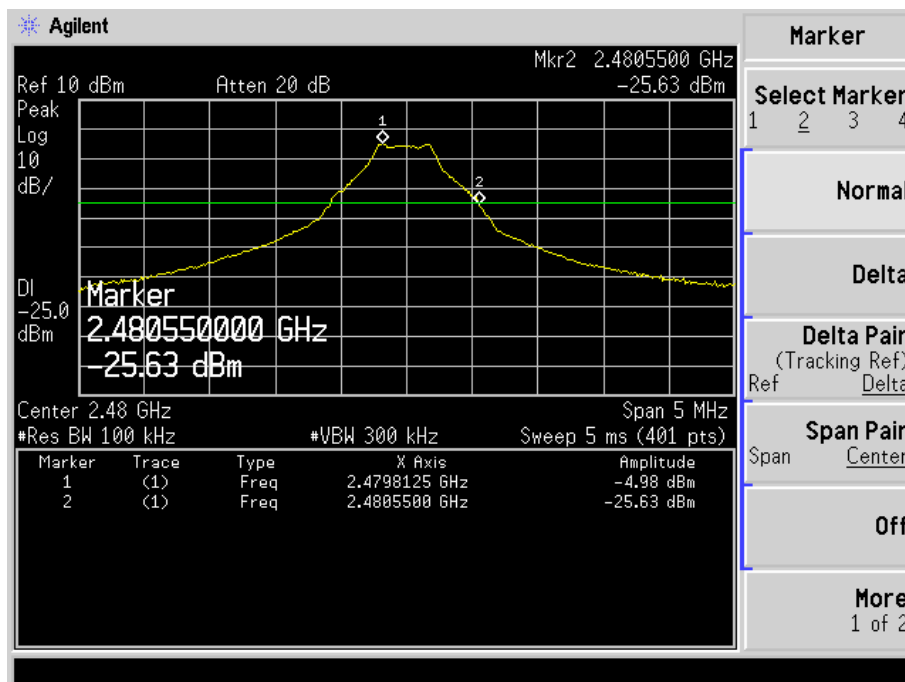 Agilent
Marker
Mkr2 2.4805500 GHz
Ref 10 dBm Atten 20 dB -25.63 dBm
Peak
Log
10
dB/
1
2
DI
-25.0
dBm
Marker
2.480550000 GHz
-25.63 dBm
Center 2.48 GHz Span 5 MHz
#Res BW 100 kHz #VBW 300 kHz Sweep 5 ms (401 pts)
Marker Trace Type X Axis Amplitude
1 (1) Freq 2.4798125 GHz -4.98 dBm
2 (1) Freq 2.4805500 GHz -25.63 dBm
Select Marker
1 2 3 4
Normal
Delta
Delta Pair
(Tracking Ref)
Ref Delta
Span Pair
Span Center
Off
More
1 of 2